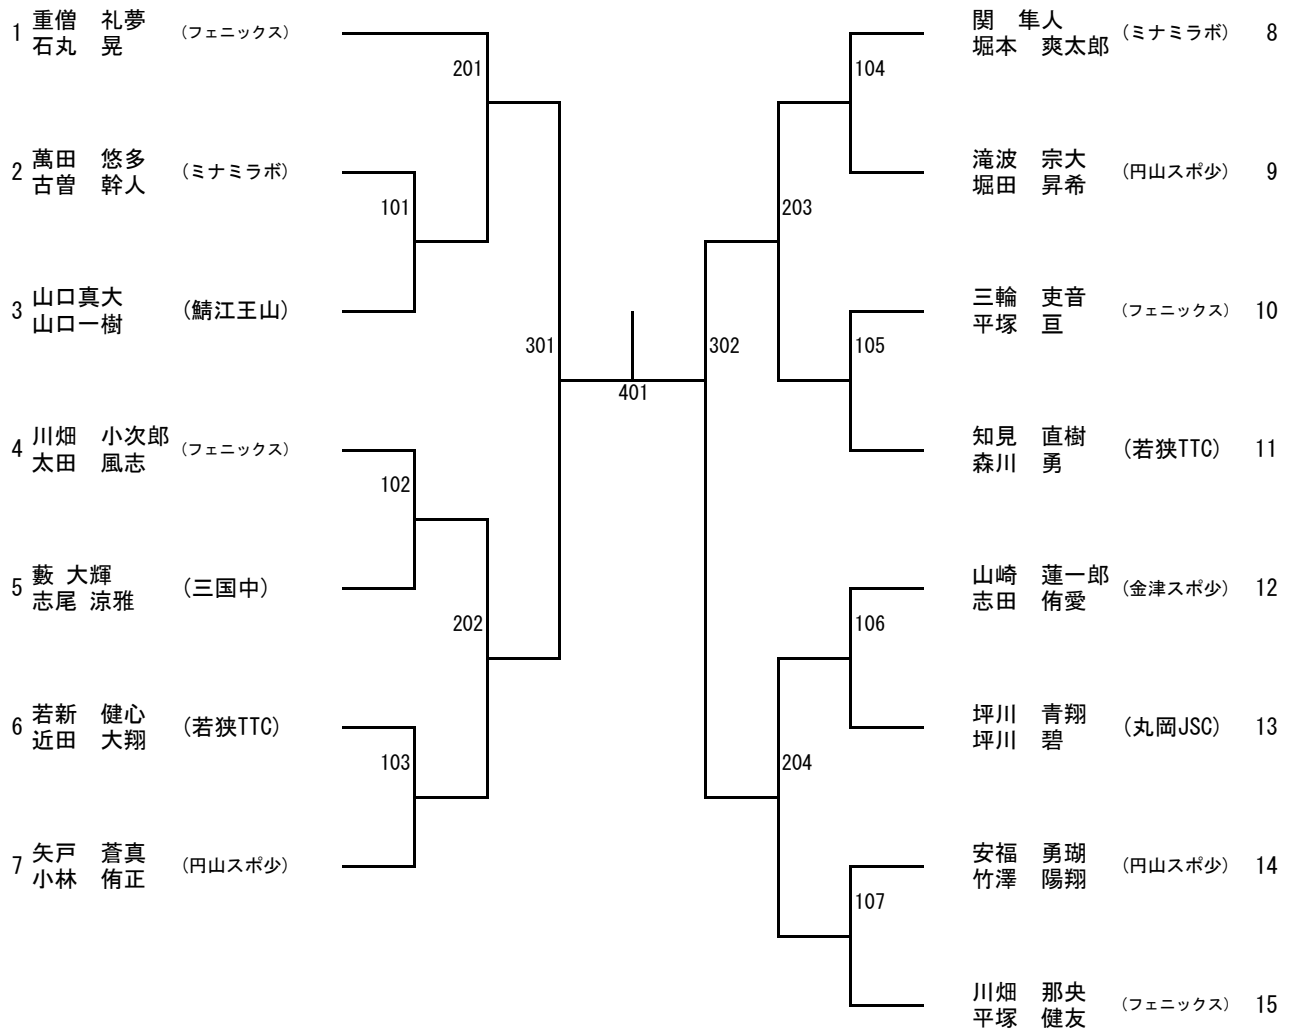 1 重僧　礼夢 (フェニックス)
石丸　晃
201
2 萬田　悠多 (ミナミラボ)
古曽　幹人
101
3 山口真大 (鯖江王山)
山口一樹
301
4 川畑　小次郎 (フェニックス)
太田　風志
102
5 藪 大輝 (三国中)
志尾 涼雅
202
6 若新　健心 (若狭TTC)
近田　大翔
103
7 矢戸　蒼真 (円山スポ少)
小林　侑正
401
関　隼人 (ミナミラボ) 8
堀本　爽太郎
104
滝波　宗大 (円山スポ少) 9
堀田　昇希
203
三輪　吏音 (フェニックス) 10
平塚　亘
302
105
知見　直樹 (若狭TTC) 11
森川　勇
山崎　蓮一郎 (金津スポ少) 12
志田　侑愛
106
坪川　青翔 (丸岡JSC) 13
坪川　碧
204
安福　勇瑚 (円山スポ少) 14
竹澤　陽翔
107
川畑　那央 (フェニックス) 15
平塚　健友